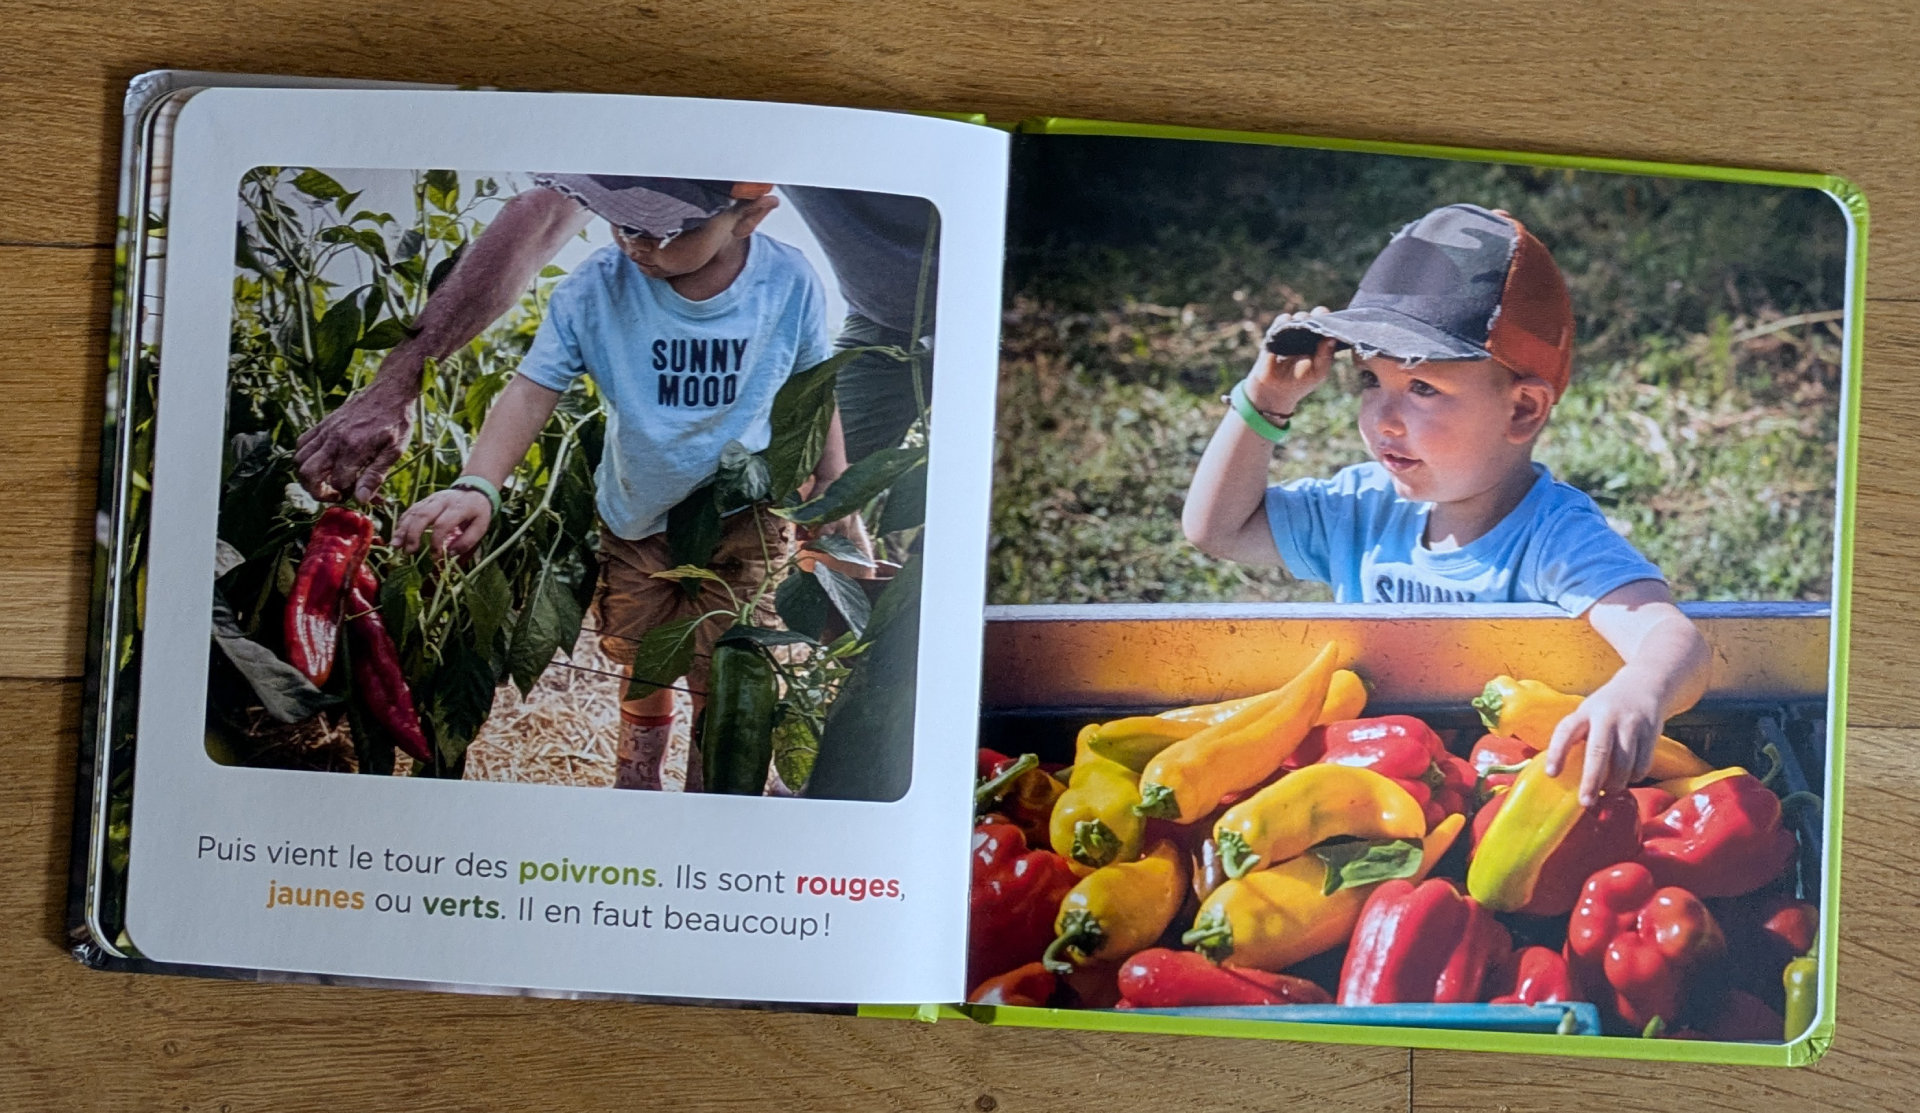 SUNNY
MOOD
Puis vient le tour des poivrons. Ils sont rouges,
jaunes ou verts. Il en faut beaucoup !
SUNNY